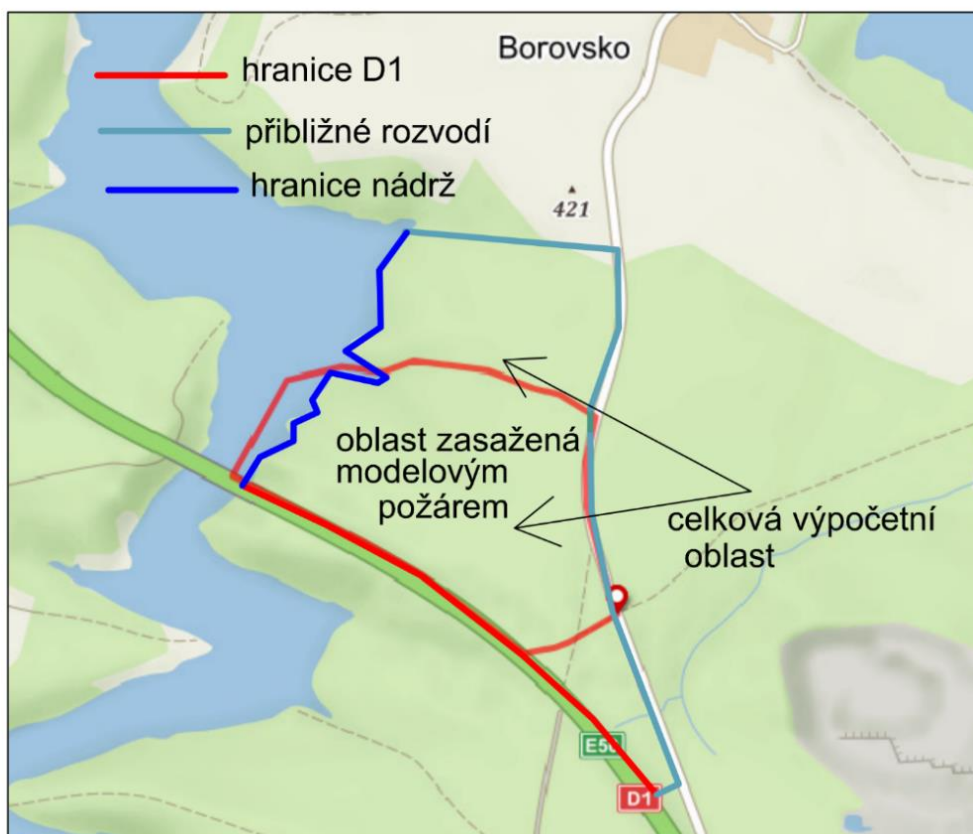 Borovsko
hranice D1
přibližné rozvodí
hranice nádrž
421
oblast zasažená
modelovým
požárem
celková výpočetní
oblast
E50
D1